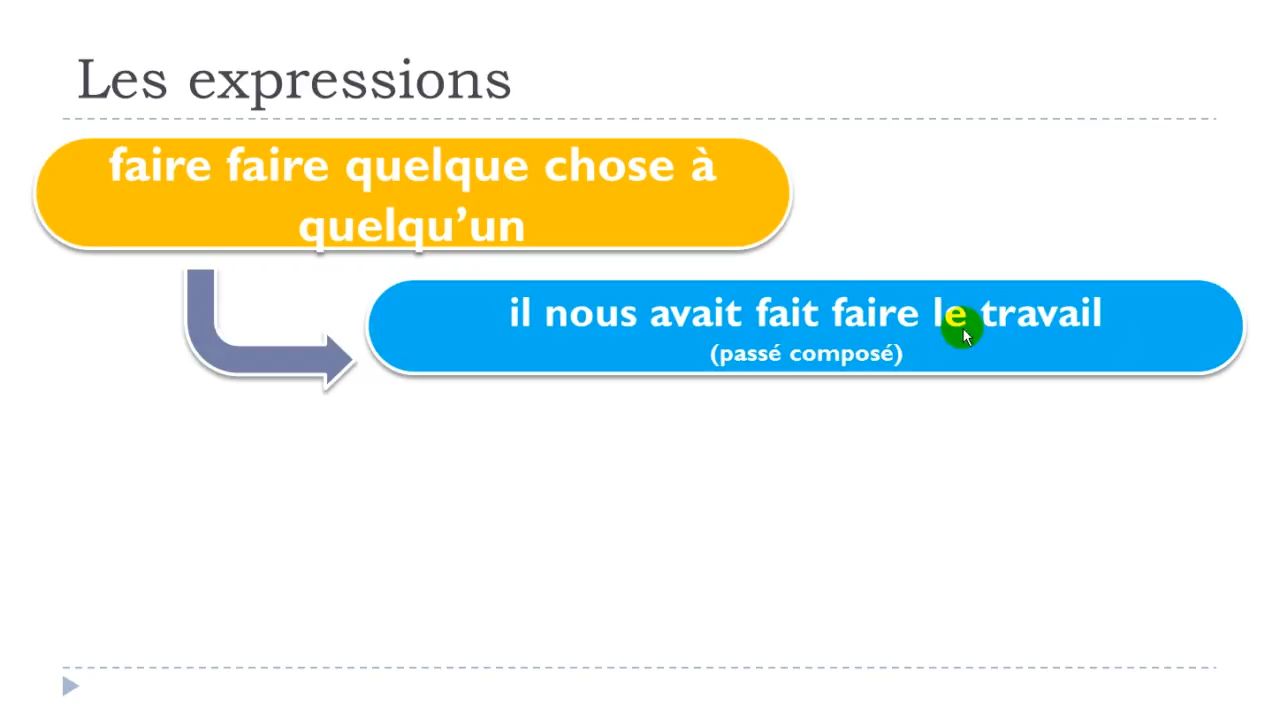 Les expressions
faire faire quelque chose à
quelqu’un
il nous avait fait faire le travail
(passé composé)